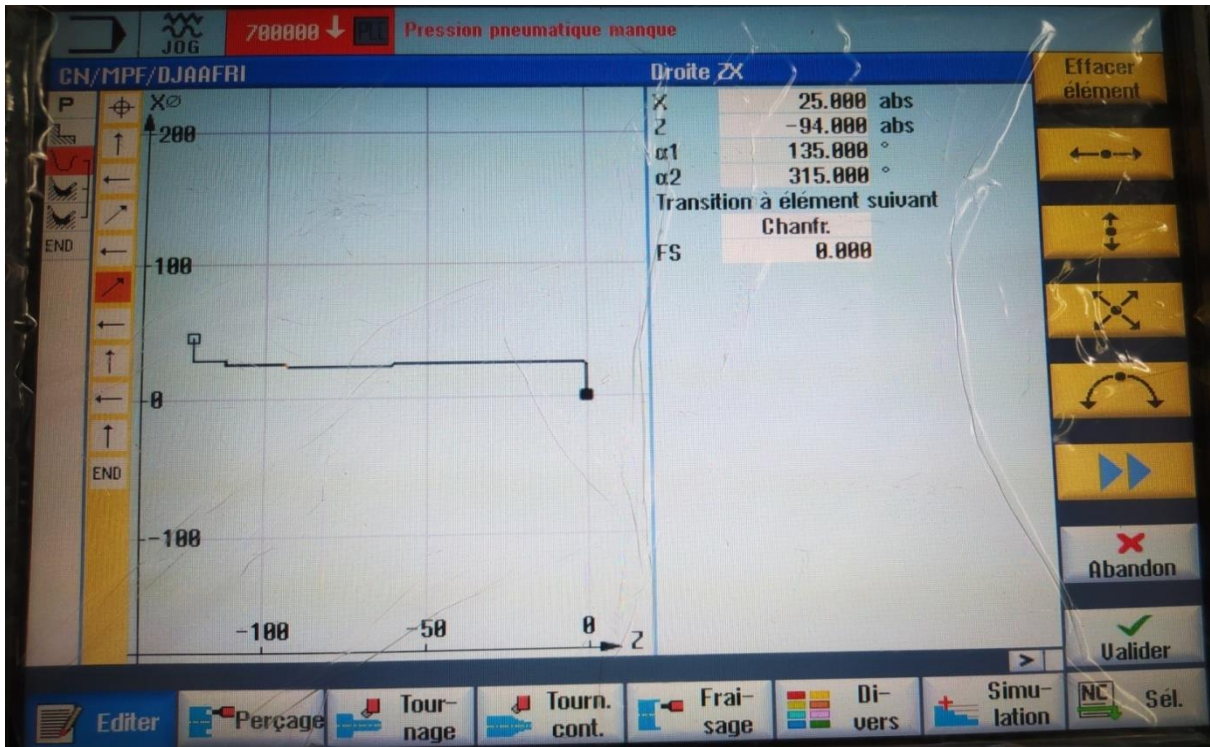 JOG
700000 ↓ PLC Pression pneumatique manque
CN/MPF/DJAAFRI
Droite ZX
Effacer
élément
P
X∅
200
END
100
0
END
-100
-100 -50 0 Z
X 25.000 abs
Z -94.000 abs
α1 135.000 °
α2 315.000 °
Transition à élément suivant
Chanfr.
FS 0.000
Abandon
Valider
>
Editer
Perçage
Tour-
nage
Tourn.
cont.
Frai-
sage
Di-
vers
Simu-
lation
NC Sél.